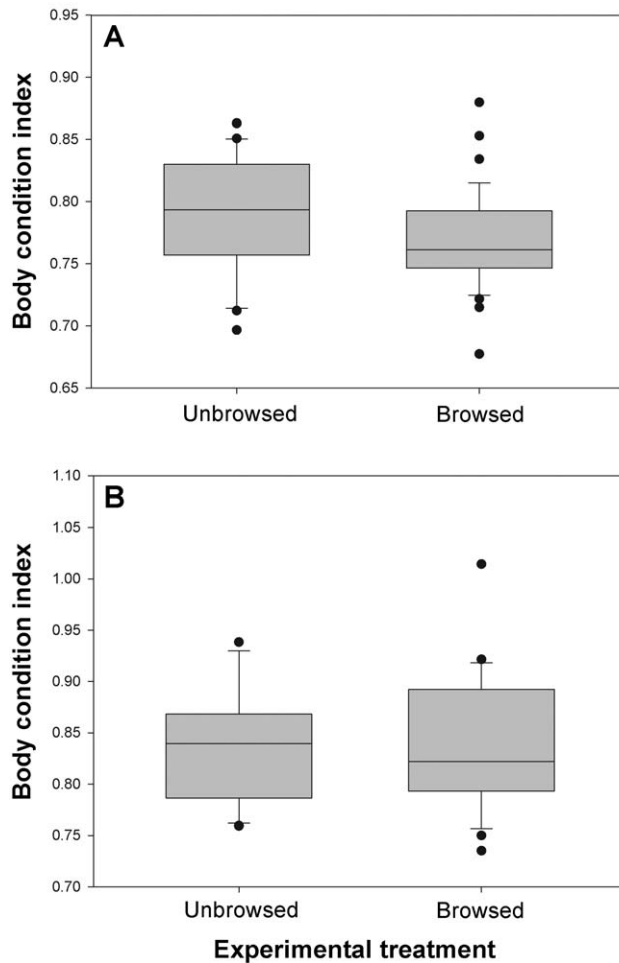 A
Body condition index
0.95
0.90
0.85
0.80
0.75
0.70
0.65
Unbrowsed Browsed
B
Body condition index
1.10
1.05
1.00
0.95
0.90
0.85
0.80
0.75
0.70
Unbrowsed Browsed
Experimental treatment